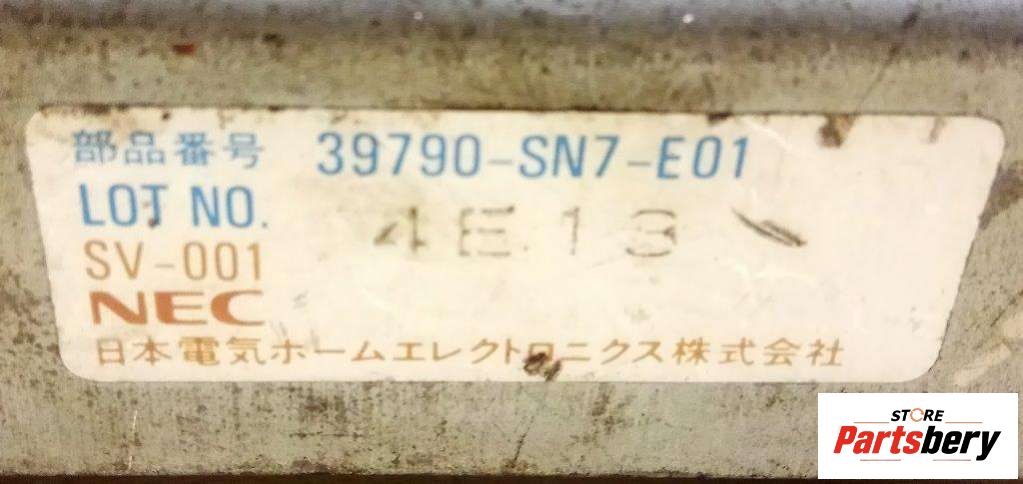 部品番号 39790-SN7-E01
LOT NO. 4E13
SV-001
NEC
日本電気ホームエレクトロニクス株式会社
STORE
Partsbery